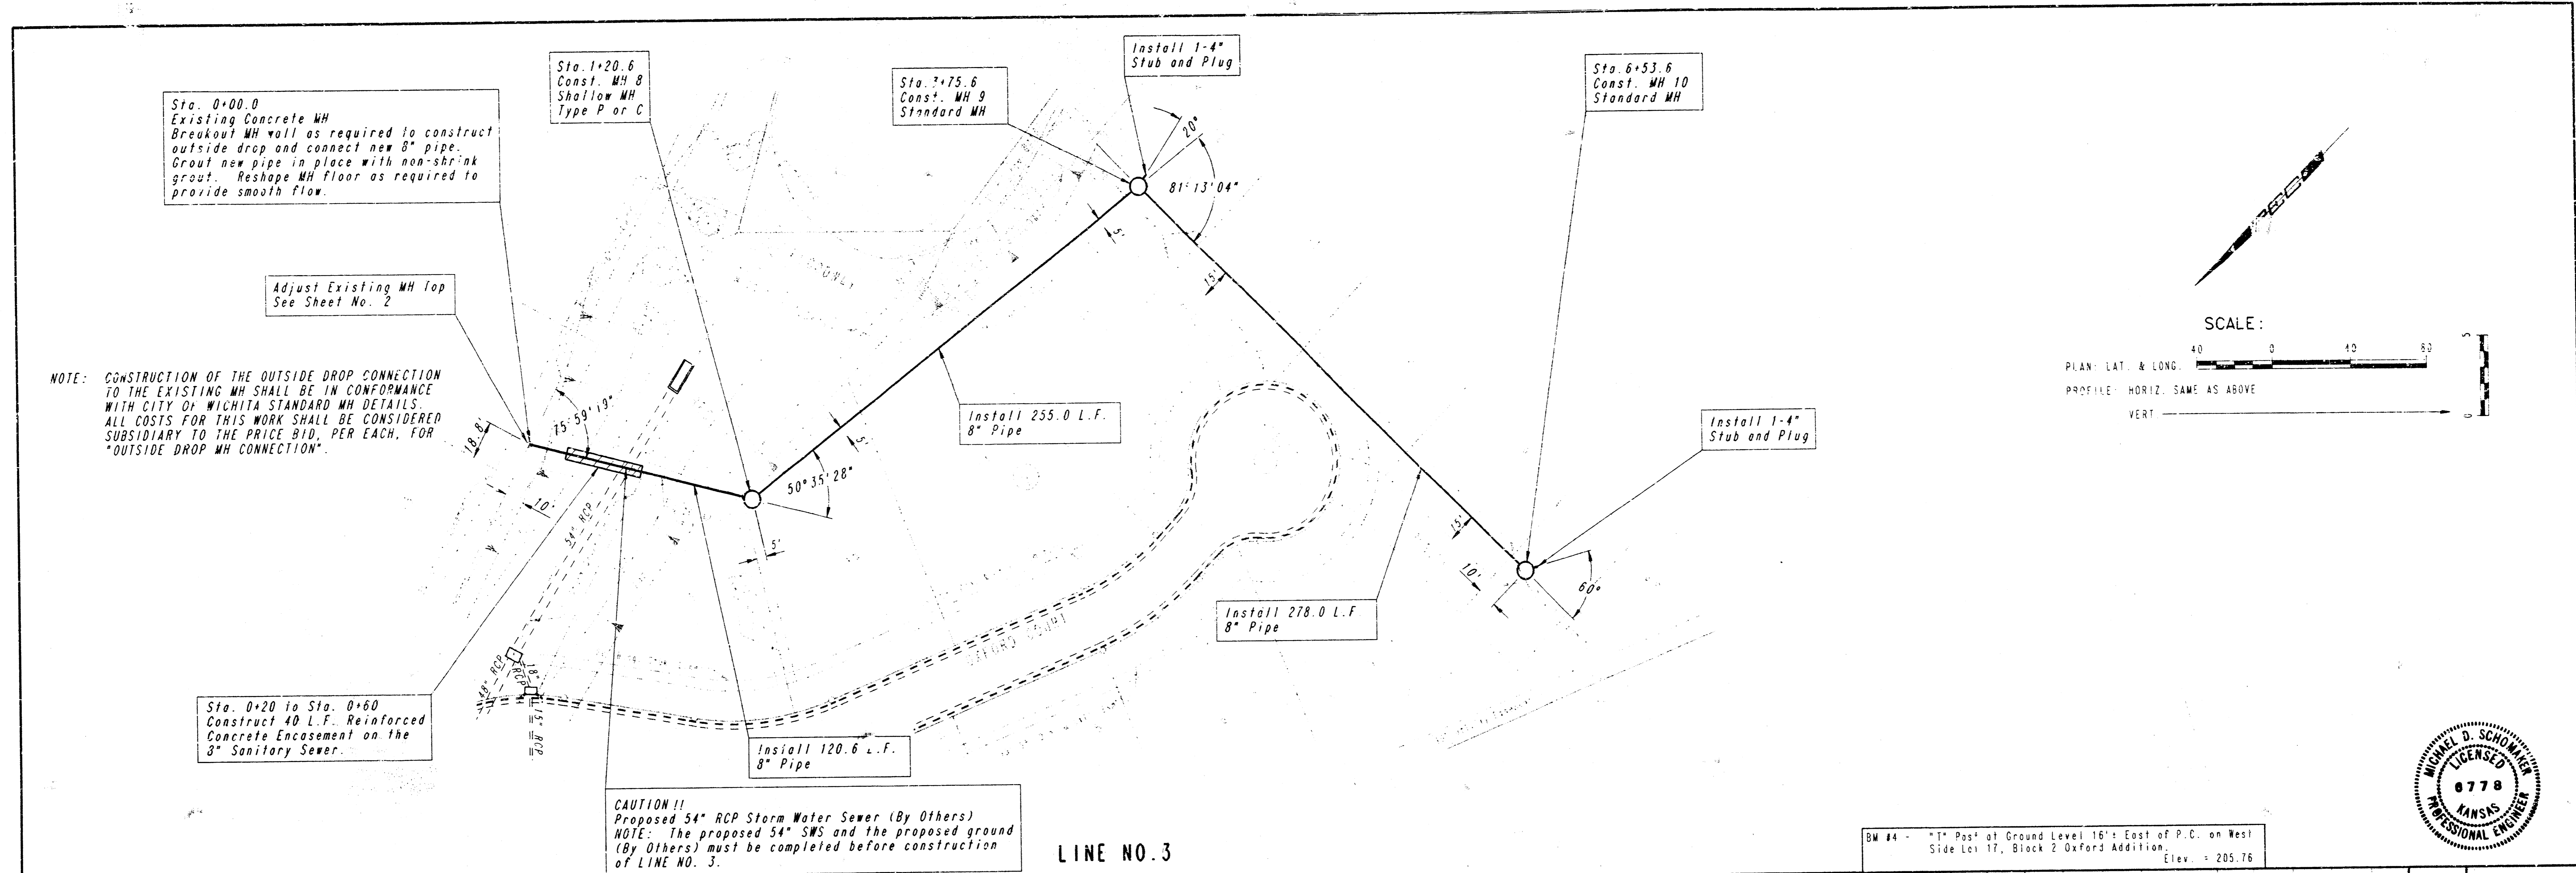 Sta. 0+00.0
Existing Concrete MH
Breakout MH wall as required to construct
outside drop and connect new 8" pipe.
Grout new pipe in place with non-shrink
grout. Reshape MH floor as required to
provide smooth flow.
Sta. 1+20.6
Const. MH 8
Shallow MH
Type P or C
Sta. 3+75.6
Const. MH 9
Standard MH
Install 1-4"
Stub and Plug
Sta. 6+53.6
Const. MH 10
Standard MH
20°
81°13'04"
5'
15'
Adjust Existing MH Top
See Sheet No. 2
NOTE: CONSTRUCTION OF THE OUTSIDE DROP CONNECTION
TO THE EXISTING MH SHALL BE IN CONFORMANCE
WITH CITY OF WICHITA STANDARD MH DETAILS.
ALL COSTS FOR THIS WORK SHALL BE CONSIDERED
SUBSIDIARY TO THE PRICE BID, PER EACH, FOR
"OUTSIDE DROP MH CONNECTION".
18.8'
75°59'19"
10'
54" RCP
5'
50°35'28"
5'
Install 255.0 L.F.
8" Pipe
SCALE:
40 0 40 80
PLAN: LAT. & LONG.
PROFILE: HORIZ. SAME AS ABOVE
VERT
5
0
Install 1-4"
Stub and Plug
15'
10'
60°
Install 278.0 L.F.
8" Pipe
OXFORD COURT
48" RCP
18"
RCP
15" RCP
Sta. 0+20 to Sta. 0+60
Construct 40 L.F. Reinforced
Concrete Encasement on the
8" Sanitary Sewer.
Install 120.6 L.F.
8" Pipe
CAUTION!!
Proposed 54" RCP Storm Water Sewer (By Others)
NOTE: The proposed 54" SWS and the proposed ground
(By Others) must be completed before construction
of LINE NO. 3.
LINE NO.3
BM #4 - "T" Post at Ground Level 16'± East of P.C. on West
Side Lot 17, Block 2 Oxford Addition.
Elev. = 205.76
MICHAEL D. SCHOMAKER
LICENSED
6778
KANSAS
PROFESSIONAL ENGINEER